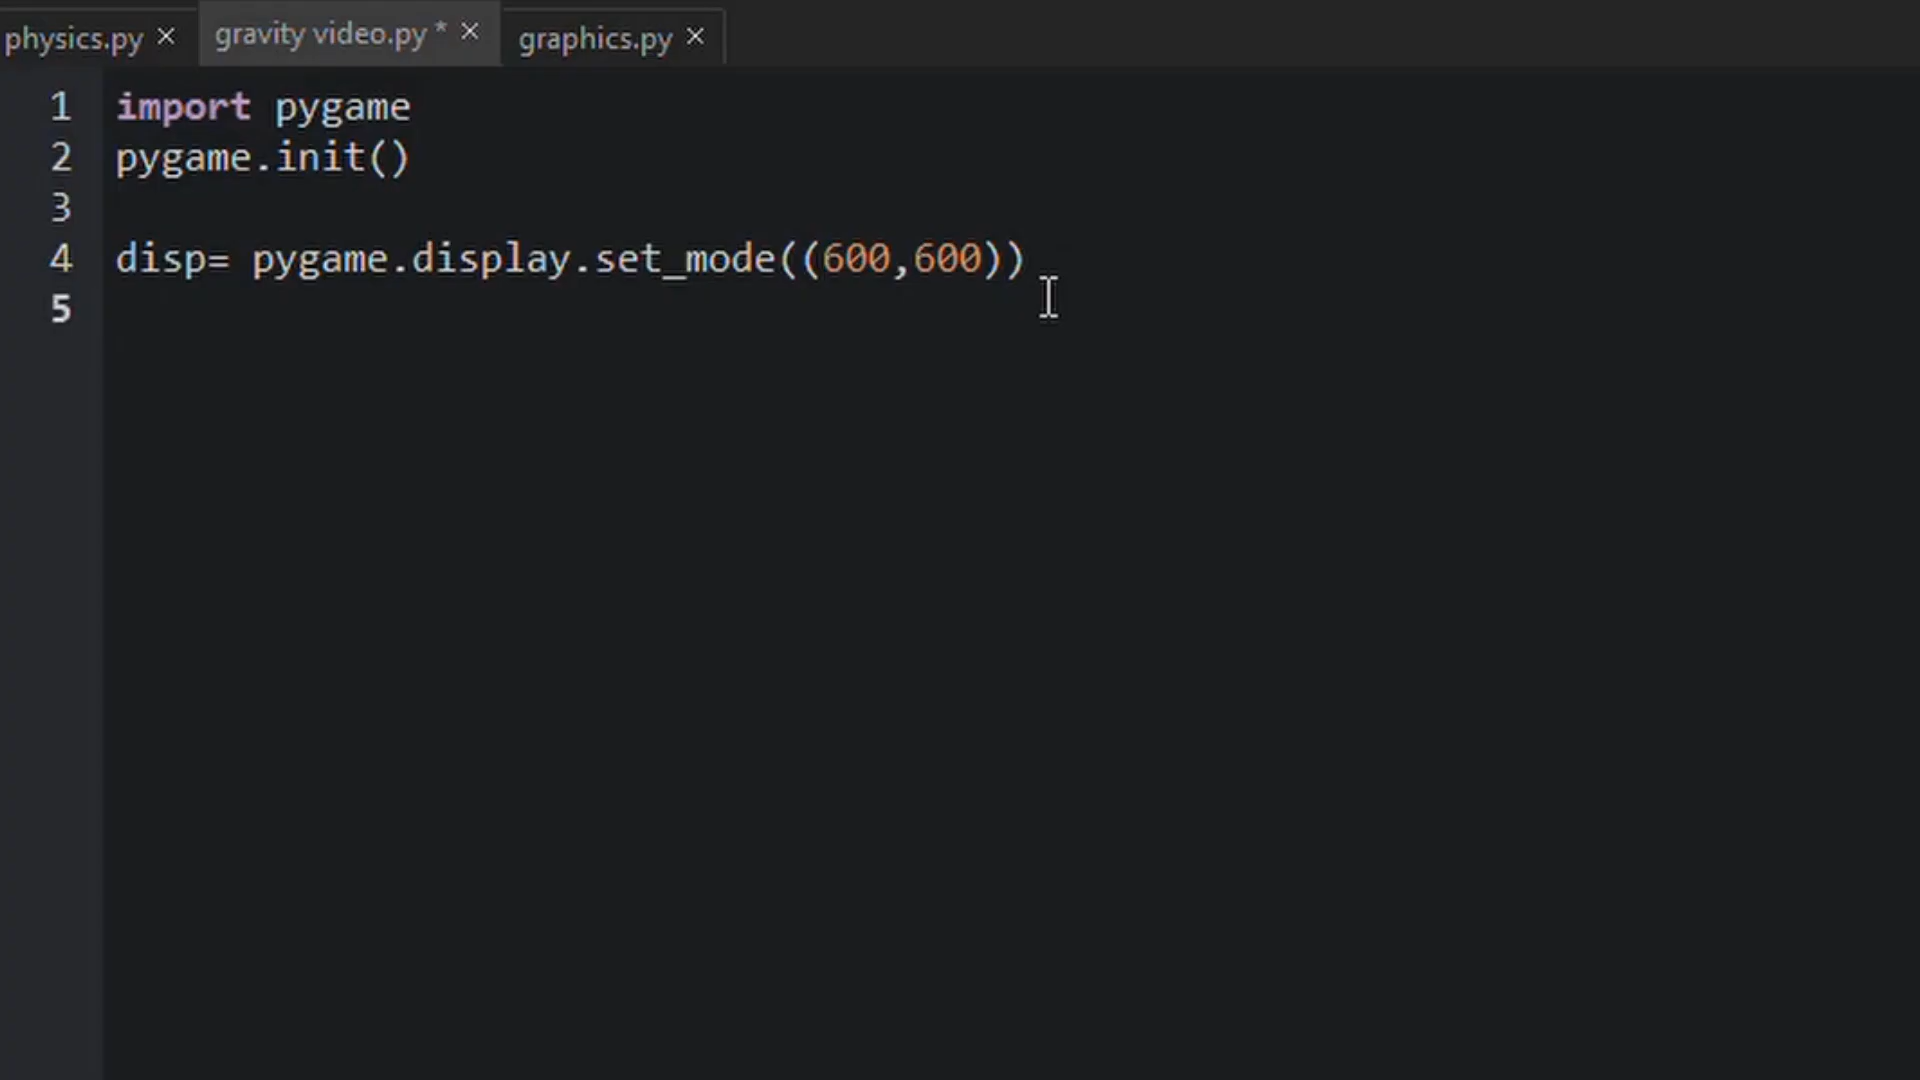 physics.py × gravity video.py * × graphics.py ×
1 import pygame
2 pygame.init()
3
4 disp= pygame.display.set_mode((600,600))
5